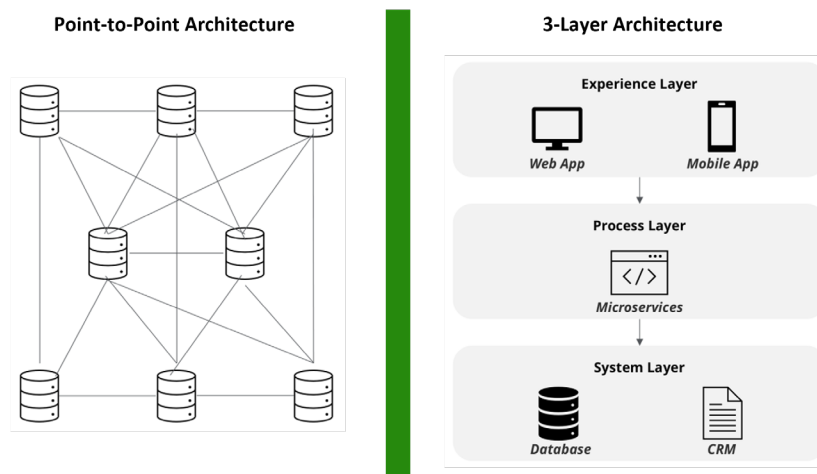 Point-to-Point Architecture
3-Layer Architecture
Experience Layer
Web App
Mobile App
Process Layer
</>
Microservices
System Layer
Database
CRM